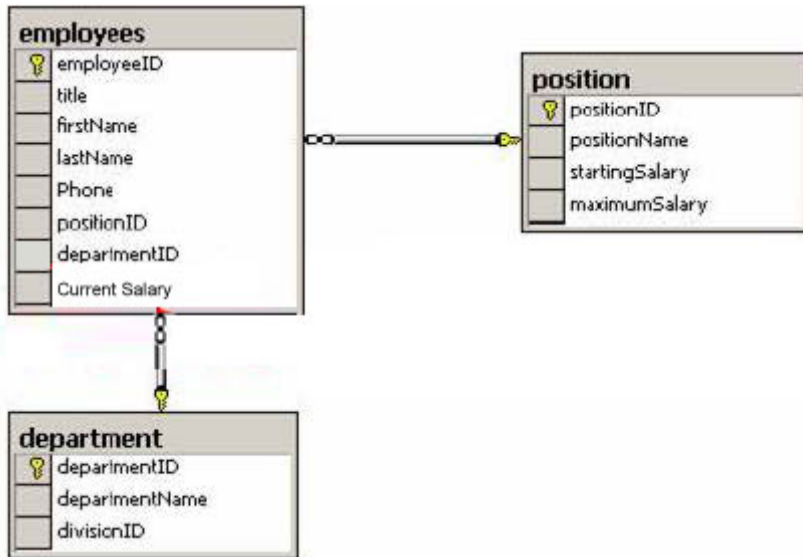 employees
employeeID
title
firstName
lastName
Phone
positionID
departmentID
Current Salary
position
positionID
positionName
startingSalary
maximumSalary
department
departmentID
departmentName
divisionID